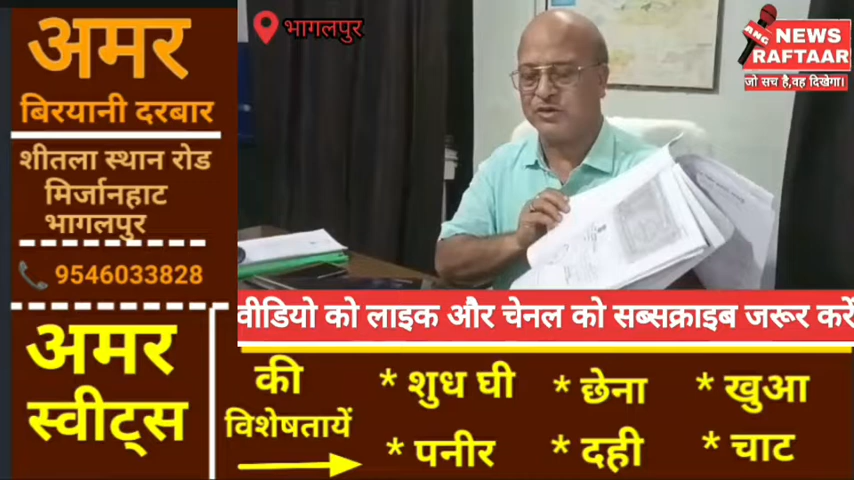 अमर
बिरयानी दरबार
शीतला स्थान रोड
मिर्जानहाट
भागलपुर
9546033828
अमर
स्वीट्स
भागलपुर
ANG
NEWS
RAFTAAR
जो सच है,वह दिखेगा।
वीडियो को लाइक और चेनल को सब्सक्राइब जरूर करें
की
विशेषतायें
* शुध घी
* छेना
* खुआ
* पनीर
* दही
* चाट